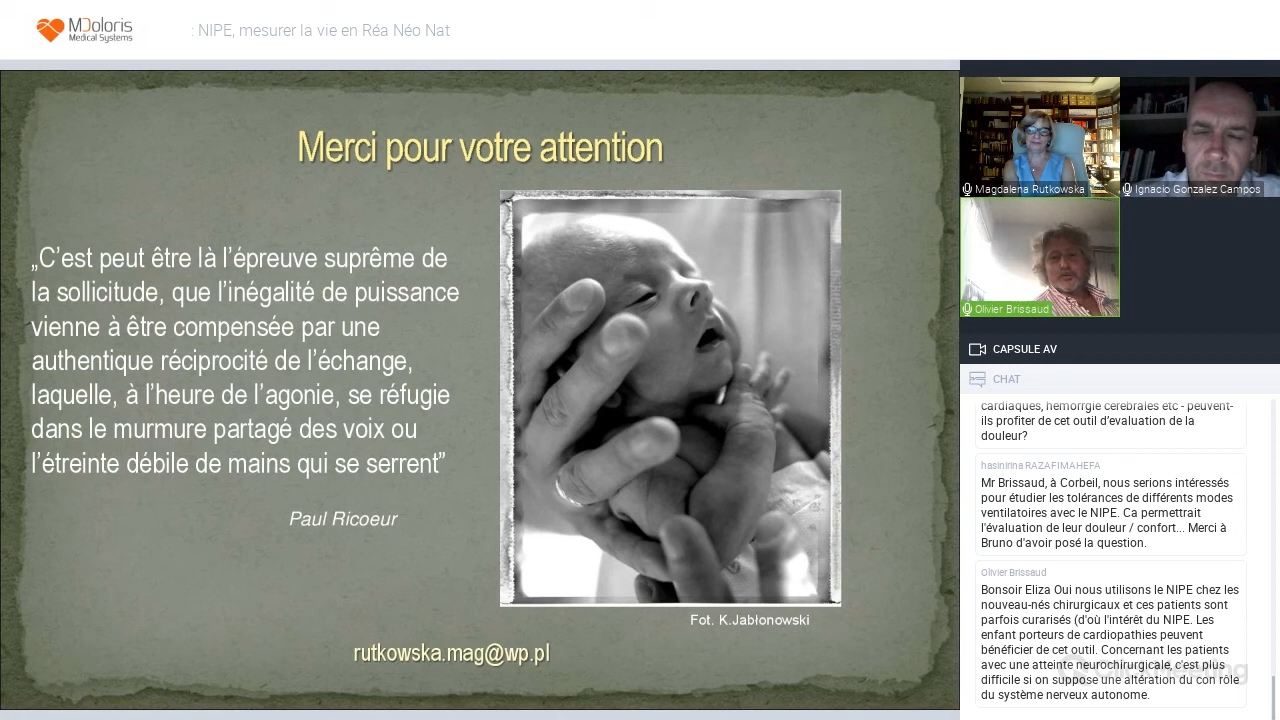 MDoloris
Medical Systems
: NIPE, mesurer la vie en Réa Néo Nat
Merci pour votre attention
„C’est peut être là l’épreuve suprême de
la sollicitude, que l’inégalité de puissance
vienne à être compensée par une
authentique réciprocité de l’échange,
laquelle, à l’heure de l’agonie, se réfugie
dans le murmure partagé des voix ou
l’étreinte débile de mains qui se serrent”
Paul Ricoeur
Fot. K.Jabłonowski
rutkowska.mag@wp.pl
Magdalena Rutkowska
Ignacio Gonzalez Campos
Olivier Brissaud
CAPSULE AV
CHAT
cardiaques, hémorrgie cérébrales etc - peuvent-
ils profiter de cet outil d'evaluation de la
douleur?
hasinirina RAZAFIMAHEFA
Mr Brissaud, à Corbeil, nous serions intéressés
pour étudier les tolérances de différents modes
ventilatoires avec le NIPE. Ca permettrait
l'évaluation de leur douleur / confort... Merci à
Bruno d'avoir posé la question.
Olivier Brissaud
Bonsoir Eliza Oui nous utilisons le NIPE chez les
nouveau-nés chirurgicaux et ces patients sont
parfois curarisés (d'où l'intérêt du NIPE. Les
enfant porteurs de cardiopathies peuvent
bénéficier de cet outil. Concernant les patients
avec une atteinte neurochirurgicale, c'est plus
difficile si on suppose une altération du con rôle
du système nerveux autonome.
ClickMeeting